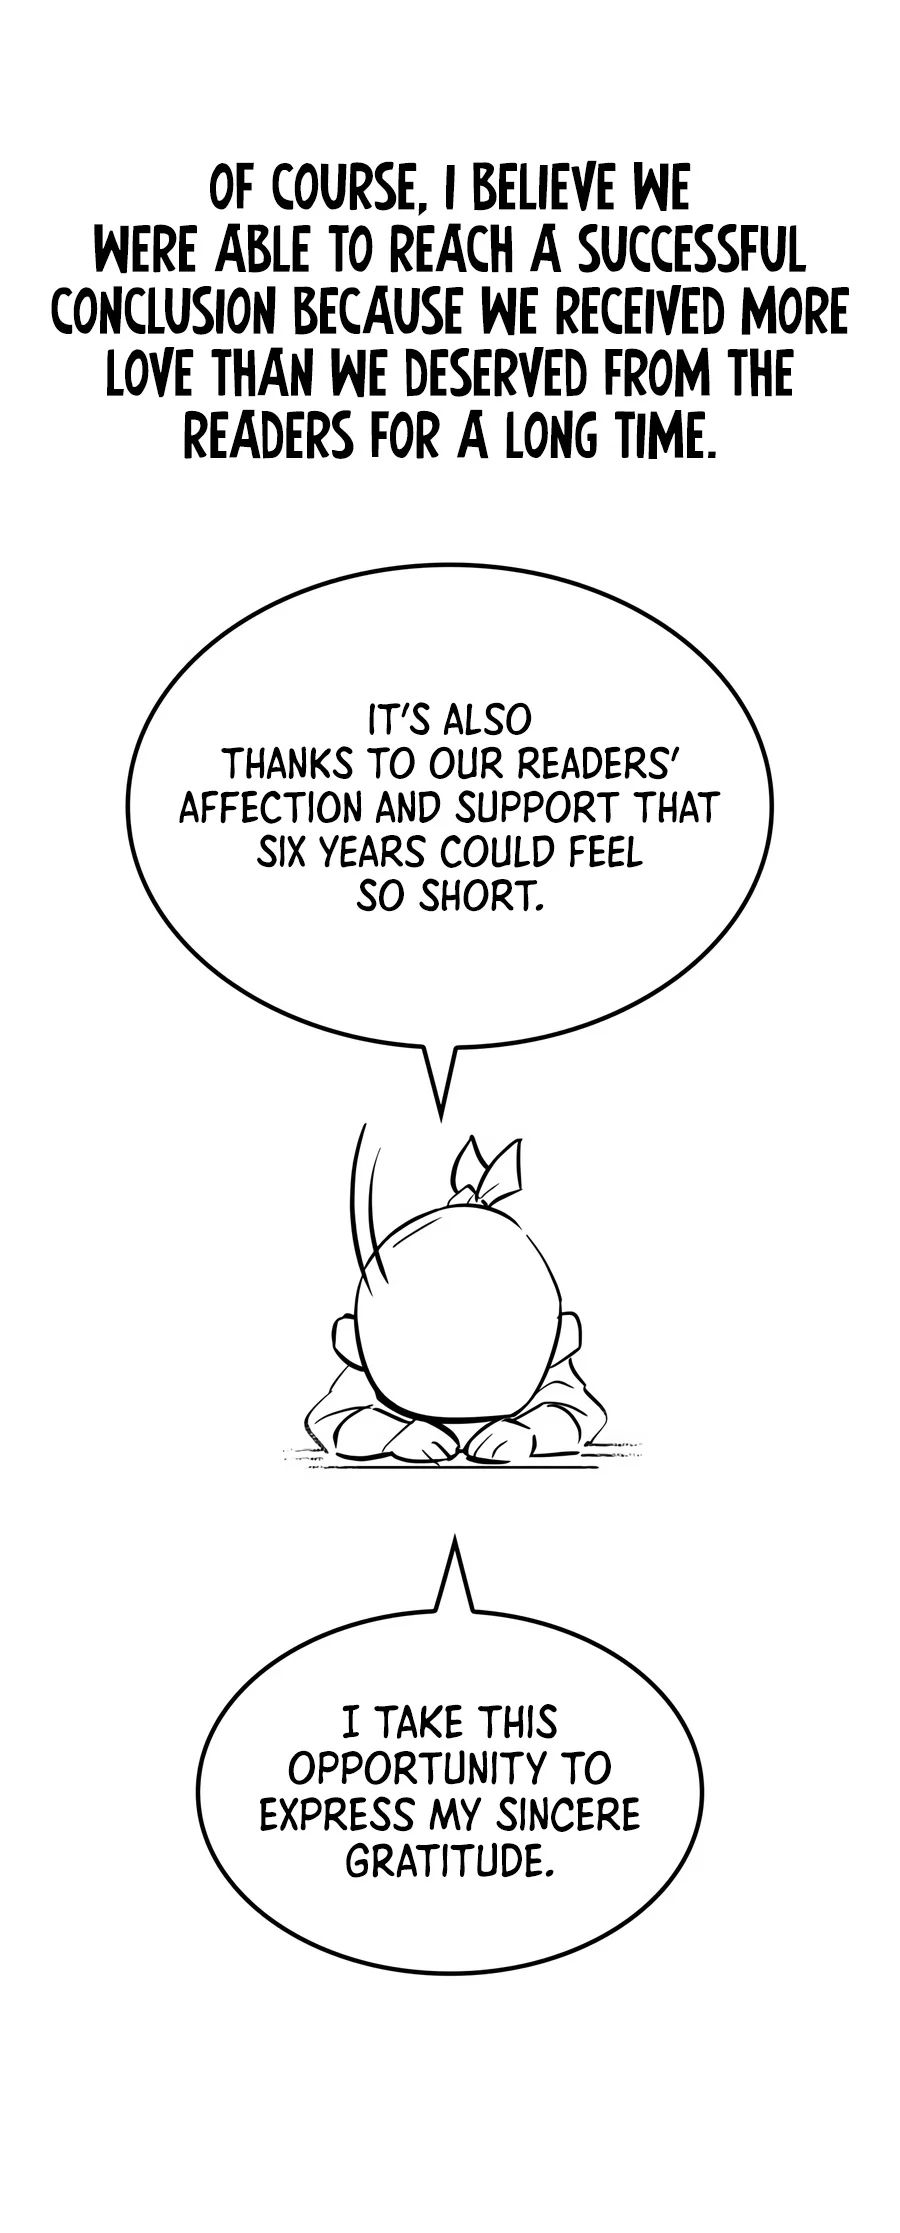 OF COURSE, I BELIEVE WE
WERE ABLE TO REACH A SUCCESSFUL
CONCLUSION BECAUSE WE RECEIVED MORE
LOVE THAN WE DESERVED FROM THE
READERS FOR A LONG TIME.
IT'S ALSO
THANKS TO OUR READERS'
AFFECTION AND SUPPORT THAT
SIX YEARS COULD FEEL
SO SHORT.
I TAKE THIS
OPPORTUNITY TO
EXPRESS MY SINCERE
GRATITUDE.